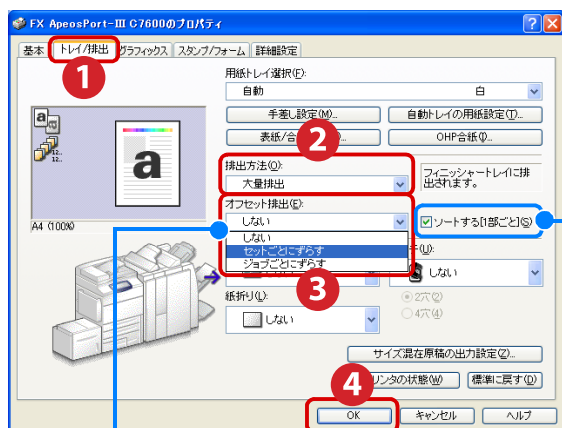 FX ApeosPort-III C7600のプロパティ
基本 トレイ/排出 グラフィックス スタンプ/フォーム 詳細設定
1
用紙トレイ選択(F):
自動 白
手差し設定(M)... 自動トレイの用紙設定(T)...
表紙/合 OHP合紙(I)...
2
排出方法(O):
大量排出
フィニッシャートレイに排
出されます。
オフセット排出(E):
しない
ソートする[1部ごと](S)
しない
セットごとにずらす
ジョブごとにずらす
3
(U):
しない
2穴(2)
4穴(4)
紙折り(L):
しない
a
12..
12..
a
A4 (100%)
サイズ混在原稿の出力設定(Z)...
リンタの状態(W) 標準に戻す(D)
4
OK キャンセル ヘルプ